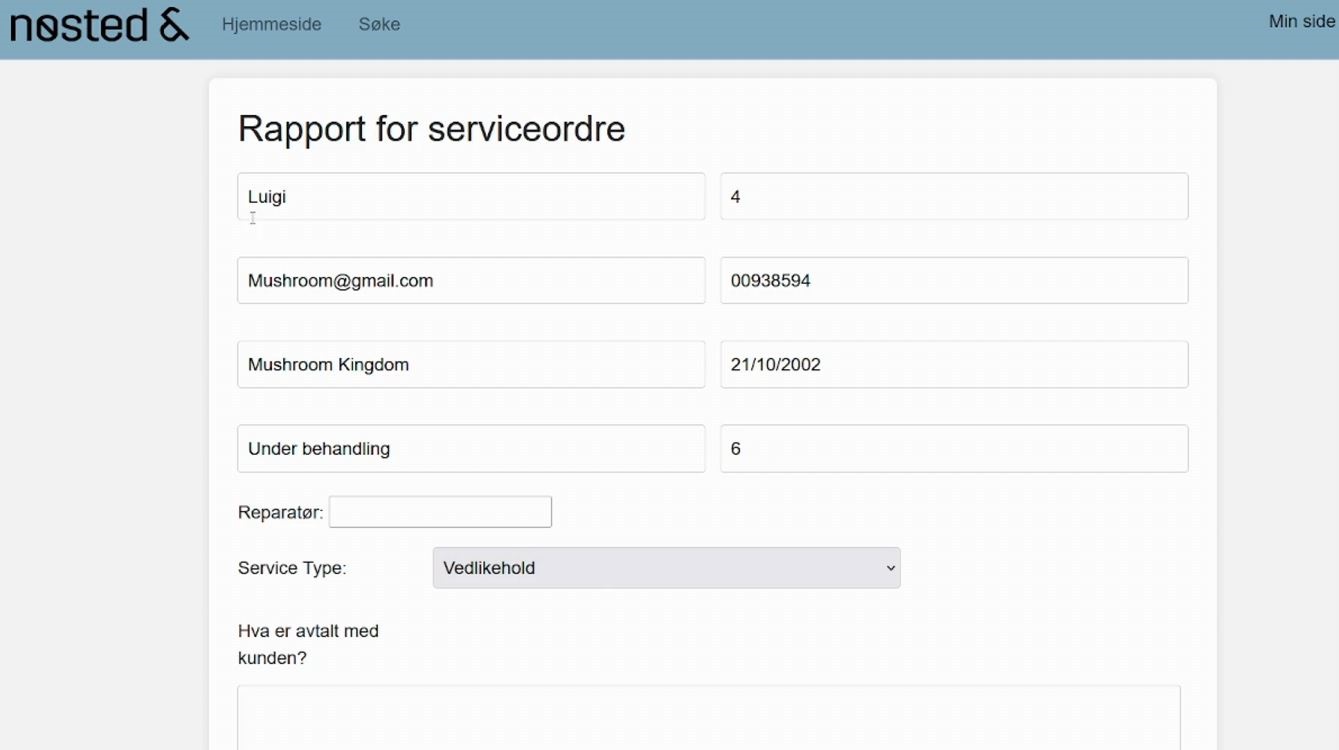 nøsted & Hjemmeside Søke Min side
Rapport for serviceordre
Luigi 4
Mushroom@gmail.com 00938594
Mushroom Kingdom 21/10/2002
Under behandling 6
Reparatør:
Service Type: Vedlikehold
Hva er avtalt med
kunden?